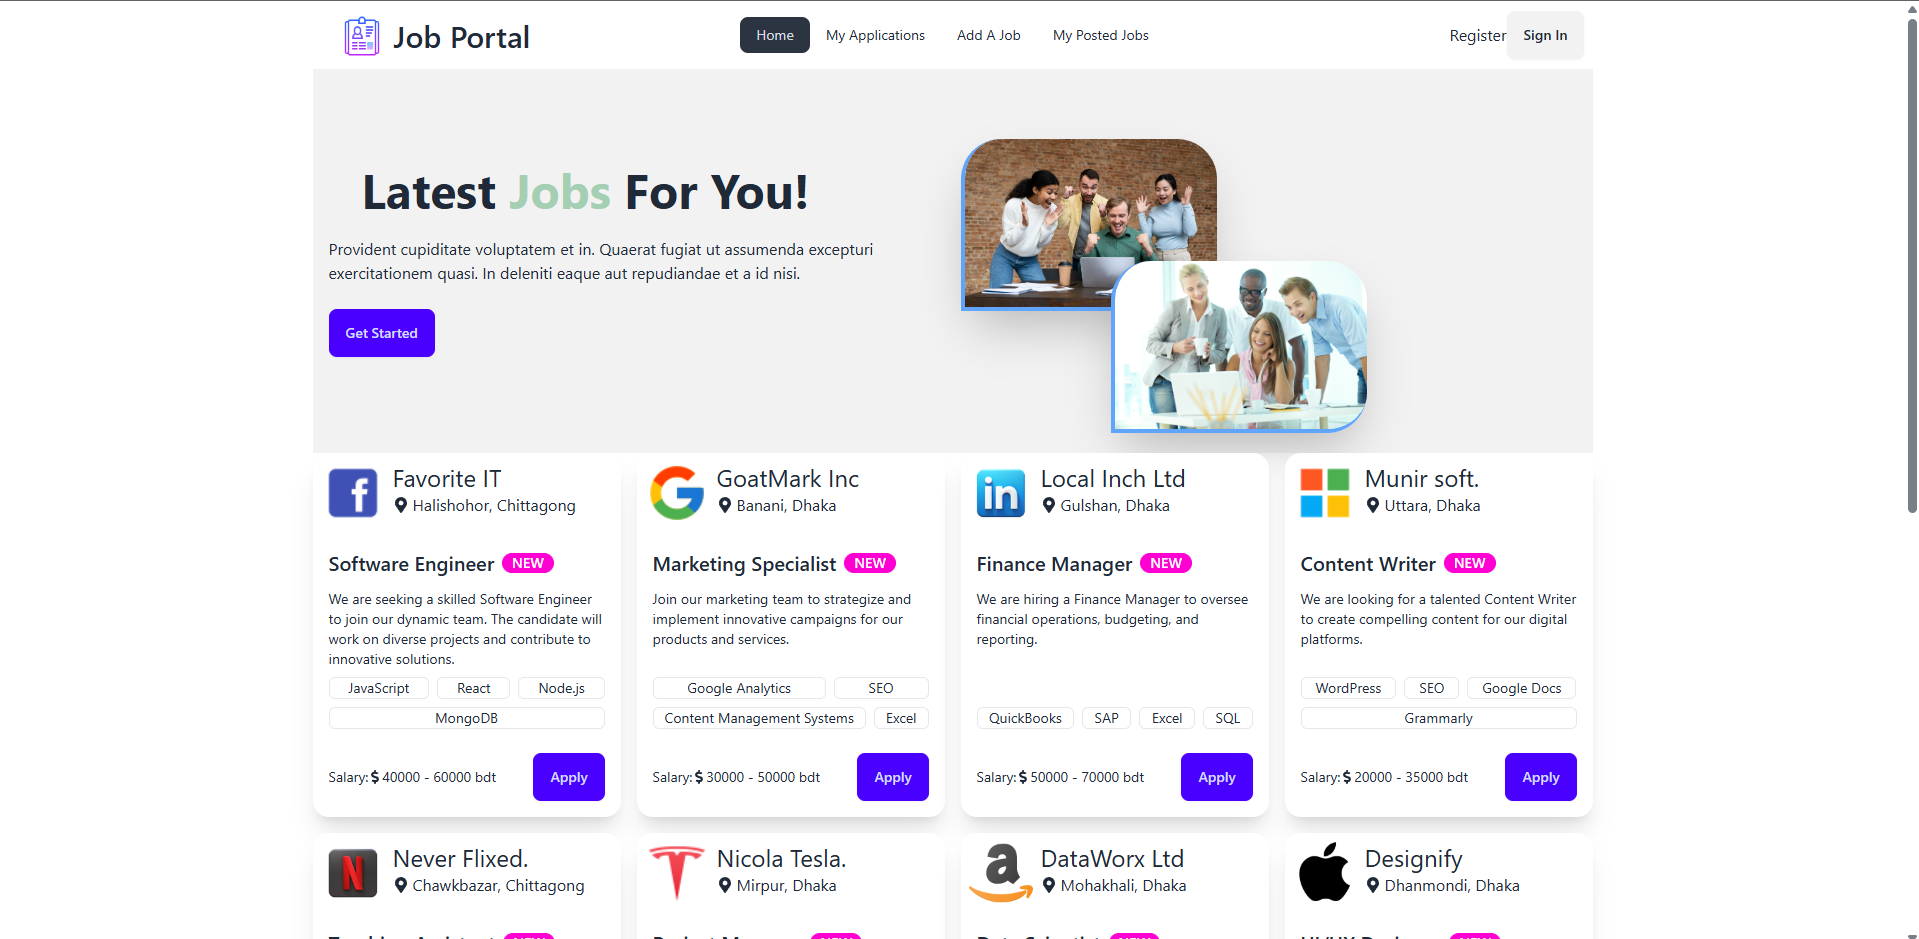 Job Portal
Home
My Applications
Add A Job
My Posted Jobs
Register
Sign In
Latest Jobs For You!
Provident cupiditate voluptatem et in. Quaerat fugiat ut assumenda excepturi
exercitationem quasi. In deleniti eaque aut repudiandae et a id nisi.
Get Started
Favorite IT
Halishohor, Chittagong
Software Engineer NEW
We are seeking a skilled Software Engineer
to join our dynamic team. The candidate will
work on diverse projects and contribute to
innovative solutions.
JavaScript React Node.js
MongoDB
Salary: $ 40000 - 60000 bdt
Apply
GoatMark Inc
Banani, Dhaka
Marketing Specialist NEW
Join our marketing team to strategize and
implement innovative campaigns for our
products and services.
Google Analytics SEO
Content Management Systems Excel
Salary: $ 30000 - 50000 bdt
Apply
in
Local Inch Ltd
Gulshan, Dhaka
Finance Manager NEW
We are hiring a Finance Manager to oversee
financial operations, budgeting, and
reporting.
QuickBooks SAP Excel SQL
Salary: $ 50000 - 70000 bdt
Apply
Munir soft.
Uttara, Dhaka
Content Writer NEW
We are looking for a talented Content Writer
to create compelling content for our digital
platforms.
WordPress SEO Google Docs
Grammarly
Salary: $ 20000 - 35000 bdt
Apply
Never Flixed.
Chawkbazar, Chittagong
Nicola Tesla.
Mirpur, Dhaka
DataWorx Ltd
Mohakhali, Dhaka
Designify
Dhanmondi, Dhaka